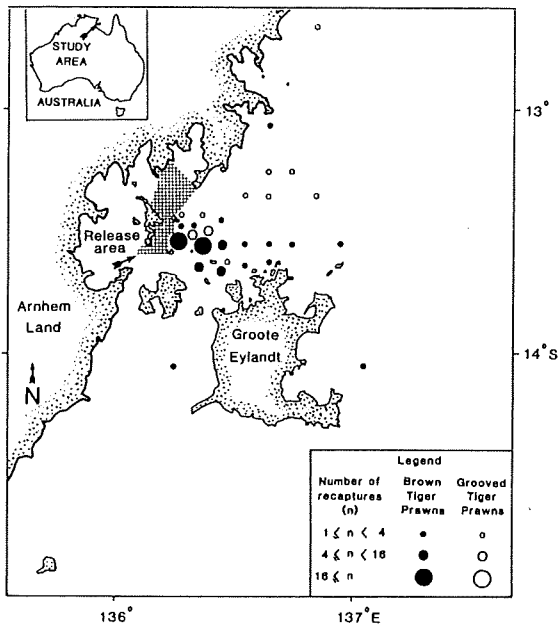 STUDY
AREA
AUSTRALIA
13°
Release
area
Arnhem
Land
Groote
Eylandt
14°S
N
Legend
Number of
recaptures
(n)
Brown
Tiger
Prawns
Grooved
Tiger
Prawns
1 ⩽ n < 4
4 ⩽ n < 16
16 ⩽ n
136°
137°E